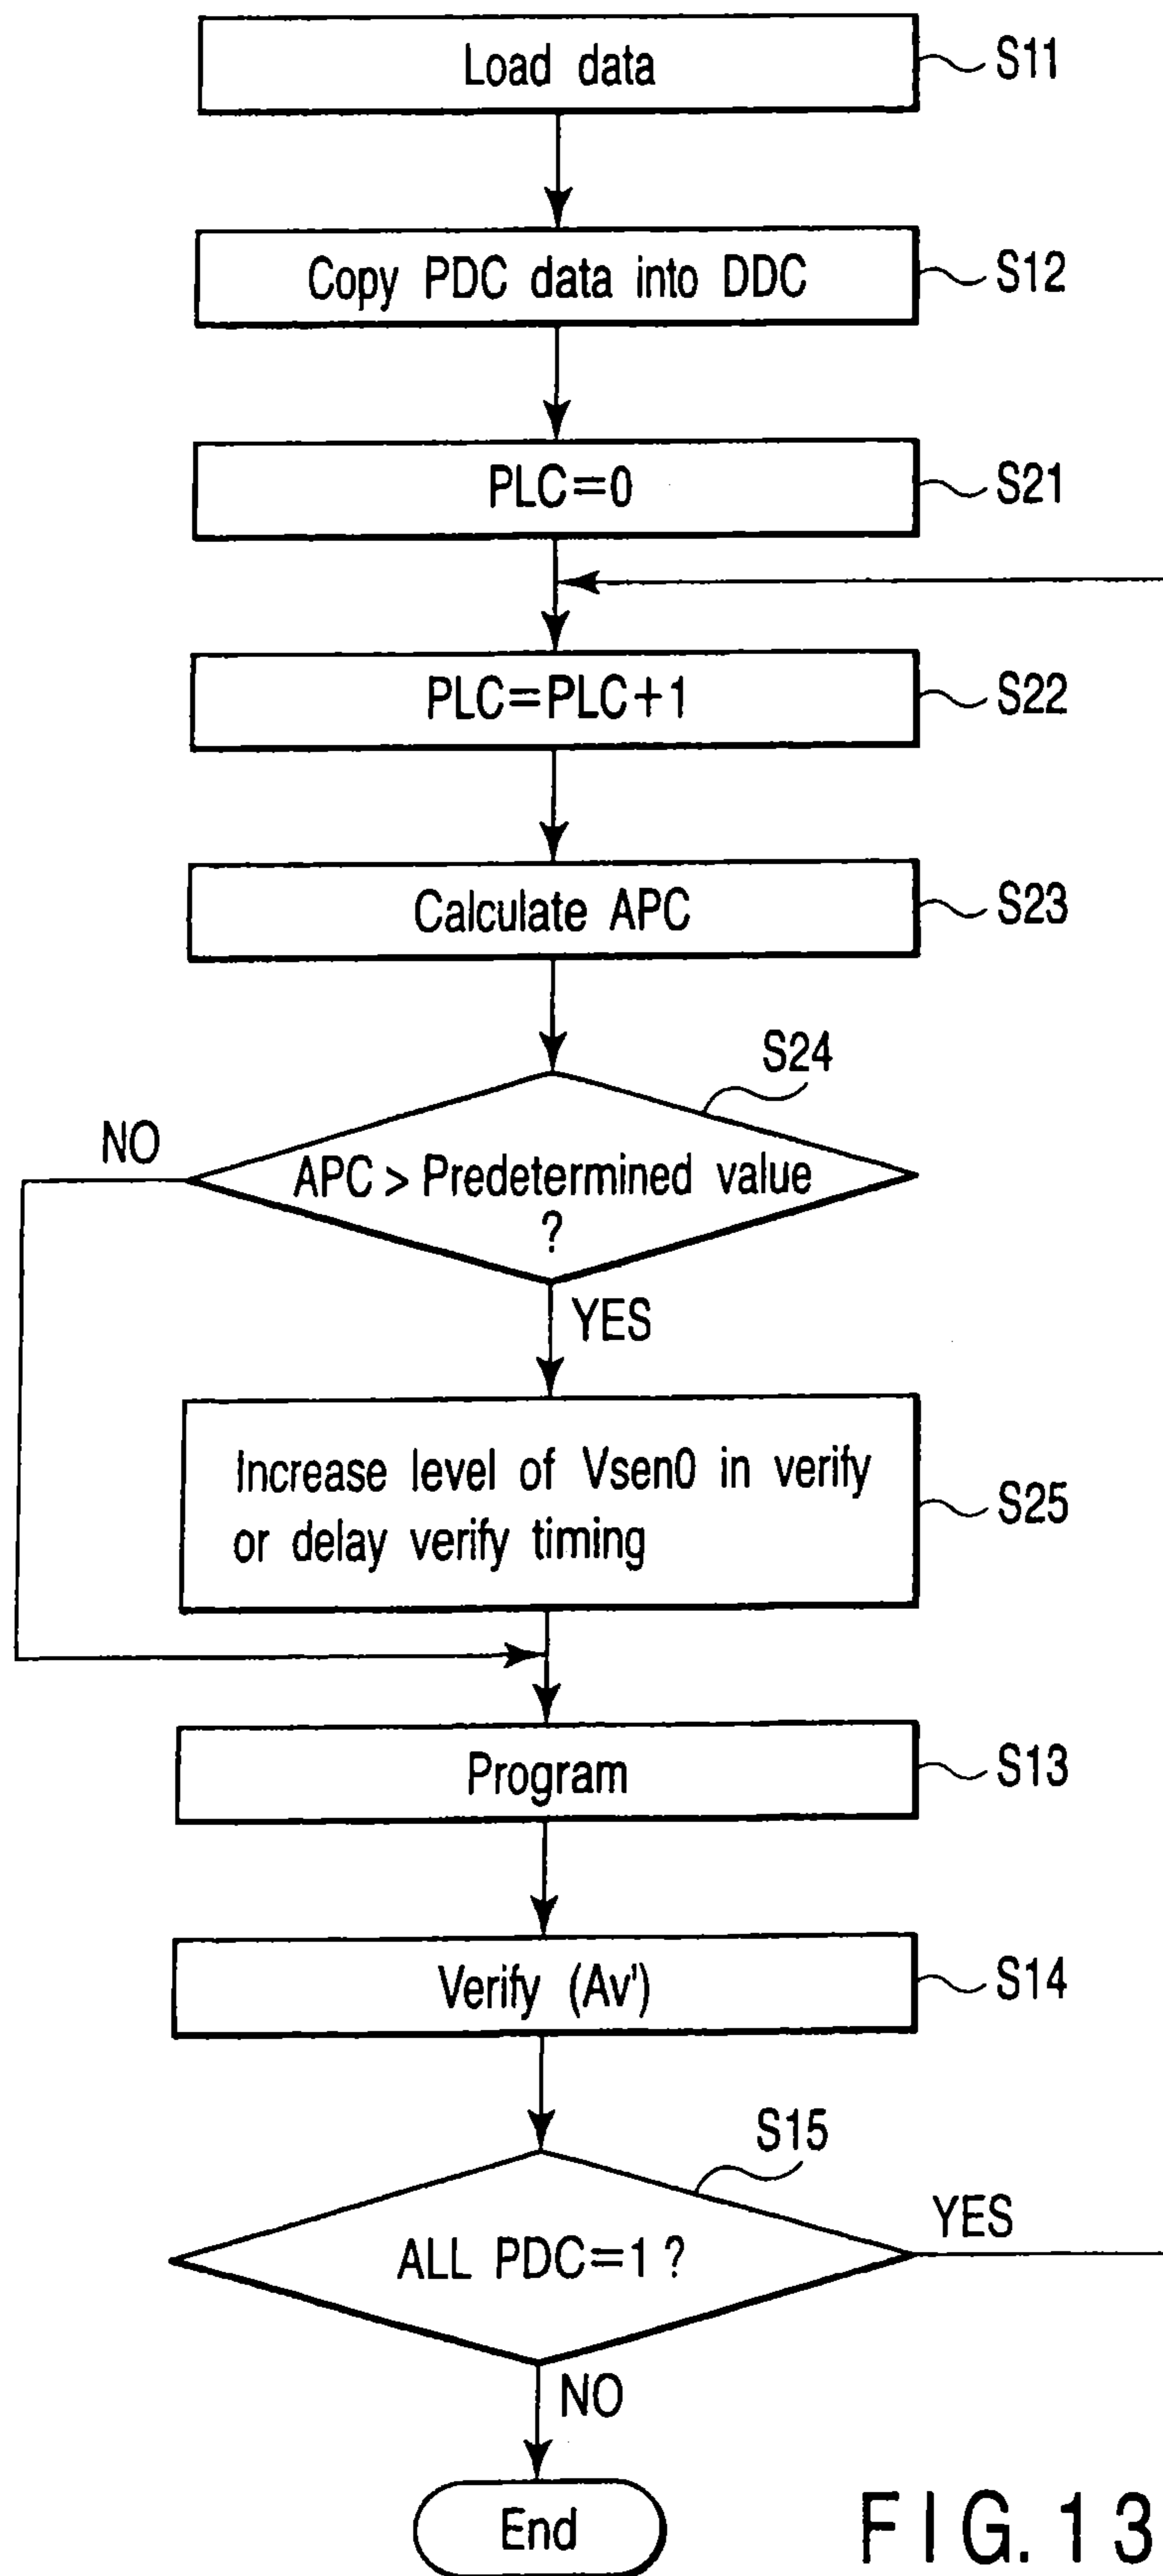 Load data
S11
Copy PDC data into DDC
S12
PLC=0
S21
PLC=PLC+1
S22
Calculate APC
S23
S24
NO
APC > Predetermined value
?
YES
Increase level of Vsen0 in verify
or delay verify timing
S25
Program
S13
Verify (Av')
S14
S15
ALL PDC=1?
YES
NO
End
FIG. 13